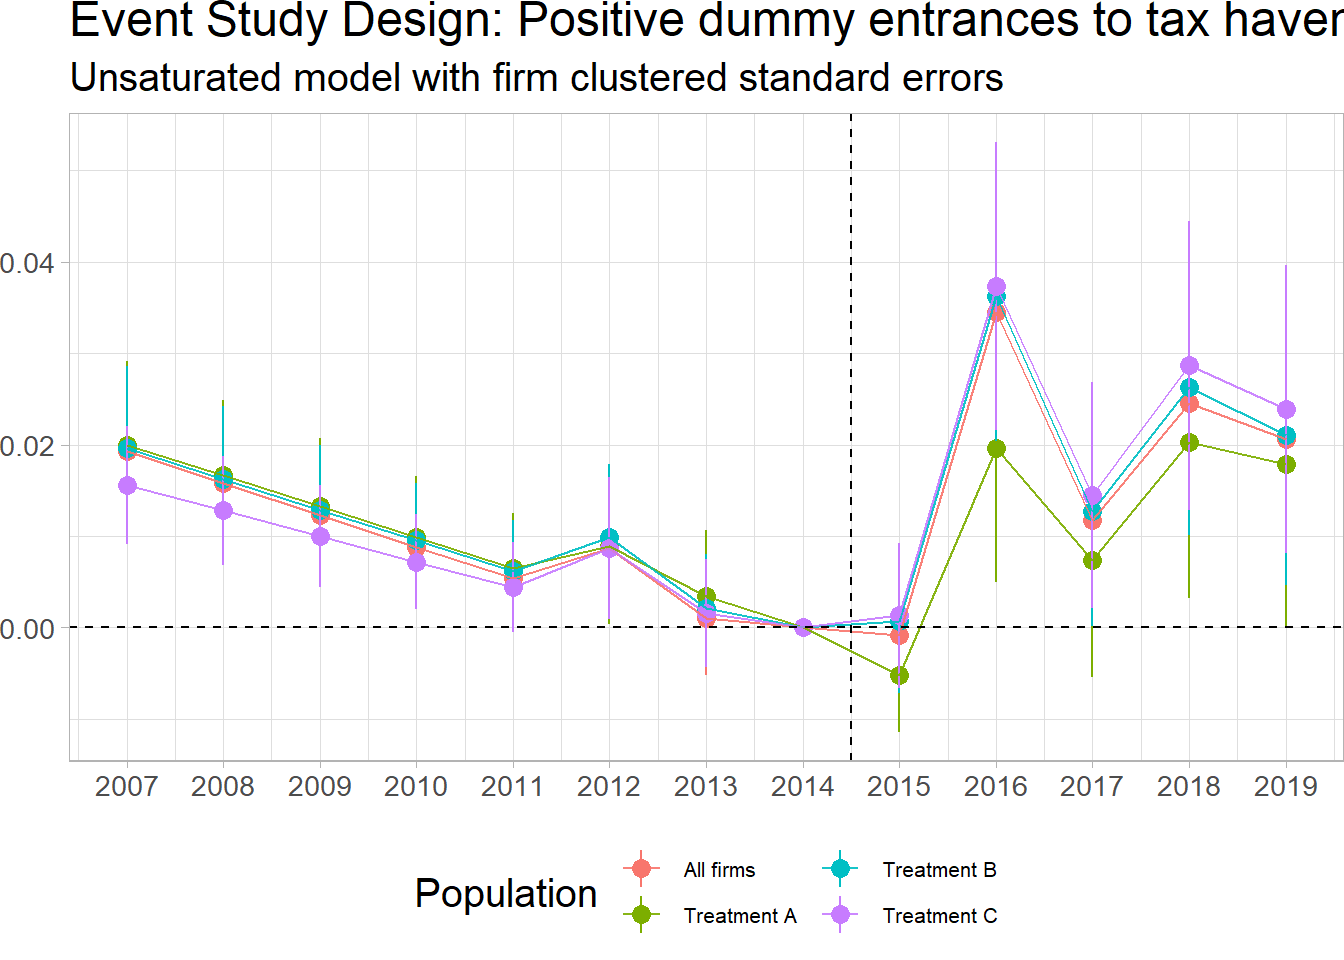 Event Study Design: Positive dummy entrances to tax haven
Unsaturated model with firm clustered standard errors
0.04
0.02
0.00
2007 2008 2009 2010 2011 2012 2013 2014 2015 2016 2017 2018 2019
Population
All firms
Treatment A
Treatment B
Treatment C